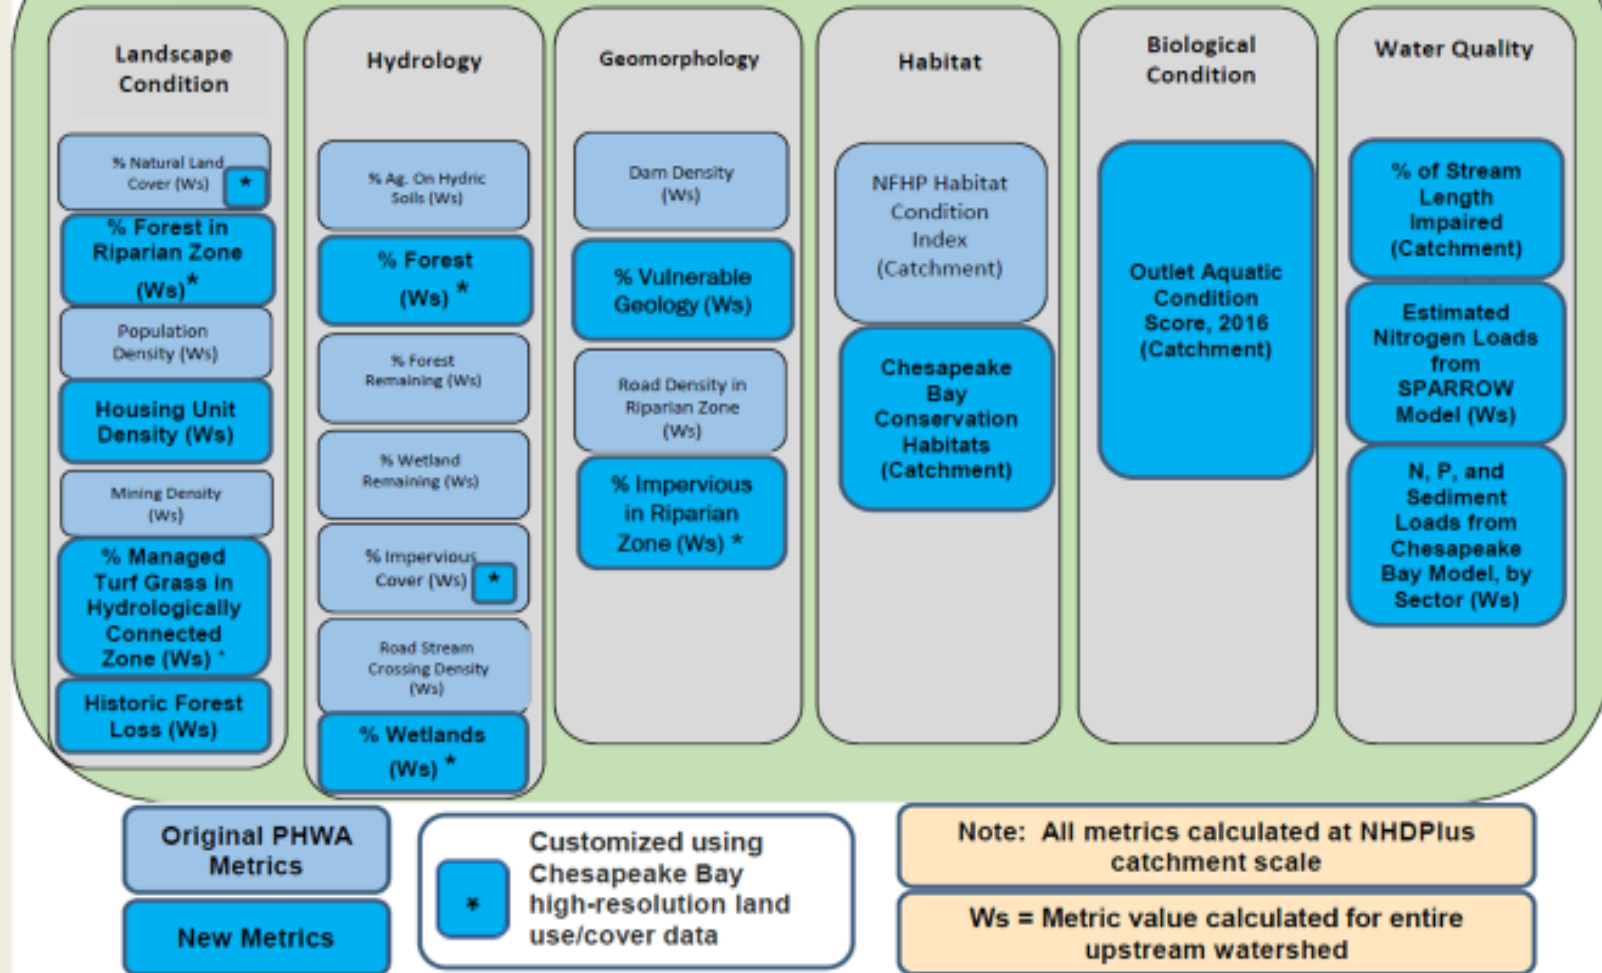 Landscape
Condition
% Natural Land
Cover (Ws)
*
% Forest in
Riparian Zone
(Ws)*
Population
Density (Ws)
Housing Unit
Density (Ws)
Mining Density
(Ws)
% Managed
Turf Grass in
Hydrologically
Connected
Zone (Ws) *
Historic Forest
Loss (Ws)
Hydrology
% Ag. On Hydric
Soils (Ws)
% Forest
(Ws) *
% Forest
Remaining (Ws)
% Wetland
Remaining (Ws)
% Impervious
Cover (Ws)
*
Road Stream
Crossing Density
(Ws)
% Wetlands
(Ws) *
Geomorphology
Dam Density
(Ws)
% Vulnerable
Geology (Ws)
Road Density in
Riparian Zone
(Ws)
% Impervious
in Riparian
Zone (Ws) *
Habitat
NFHP Habitat
Condition
Index
(Catchment)
Chesapeake
Bay
Conservation
Habitats
(Catchment)
Biological
Condition
Outlet Aquatic
Condition
Score, 2016
(Catchment)
Water Quality
% of Stream
Length
Impaired
(Catchment)
Estimated
Nitrogen Loads
from
SPARROW
Model (Ws)
N, P, and
Sediment
Loads from
Chesapeake
Bay Model, by
Sector (Ws)
Original PHWA
Metrics
New Metrics
*
Customized using
Chesapeake Bay
high-resolution land
use/cover data
Note: All metrics calculated at NHDPlus
catchment scale
Ws = Metric value calculated for entire
upstream watershed